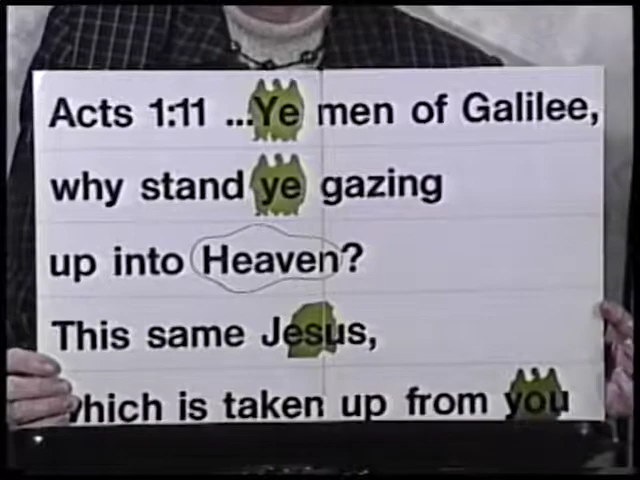 Acts 1:11 ...Ye men of Galilee,
why stand ye gazing
up into Heaven?
This same Jesus,
which is taken up from you